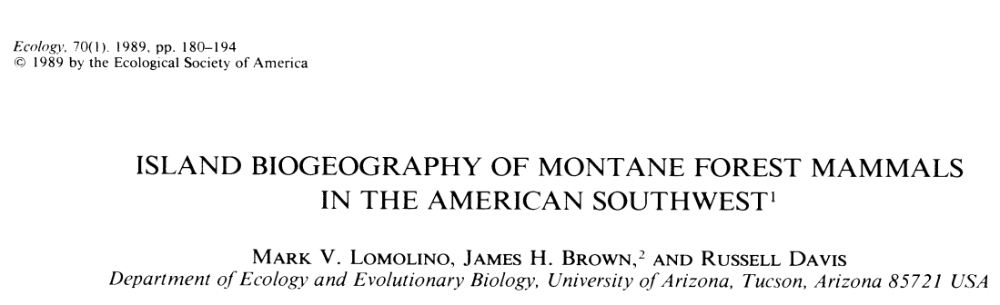 Ecology, 70(1). 1989, pp. 180–194
© 1989 by the Ecological Society of America
ISLAND BIOGEOGRAPHY OF MONTANE FOREST MAMMALS
IN THE AMERICAN SOUTHWEST¹
MARK V. LOMOLINO, JAMES H. BROWN,² AND RUSSELL DAVIS
Department of Ecology and Evolutionary Biology, University of Arizona, Tucson, Arizona 85721 USA